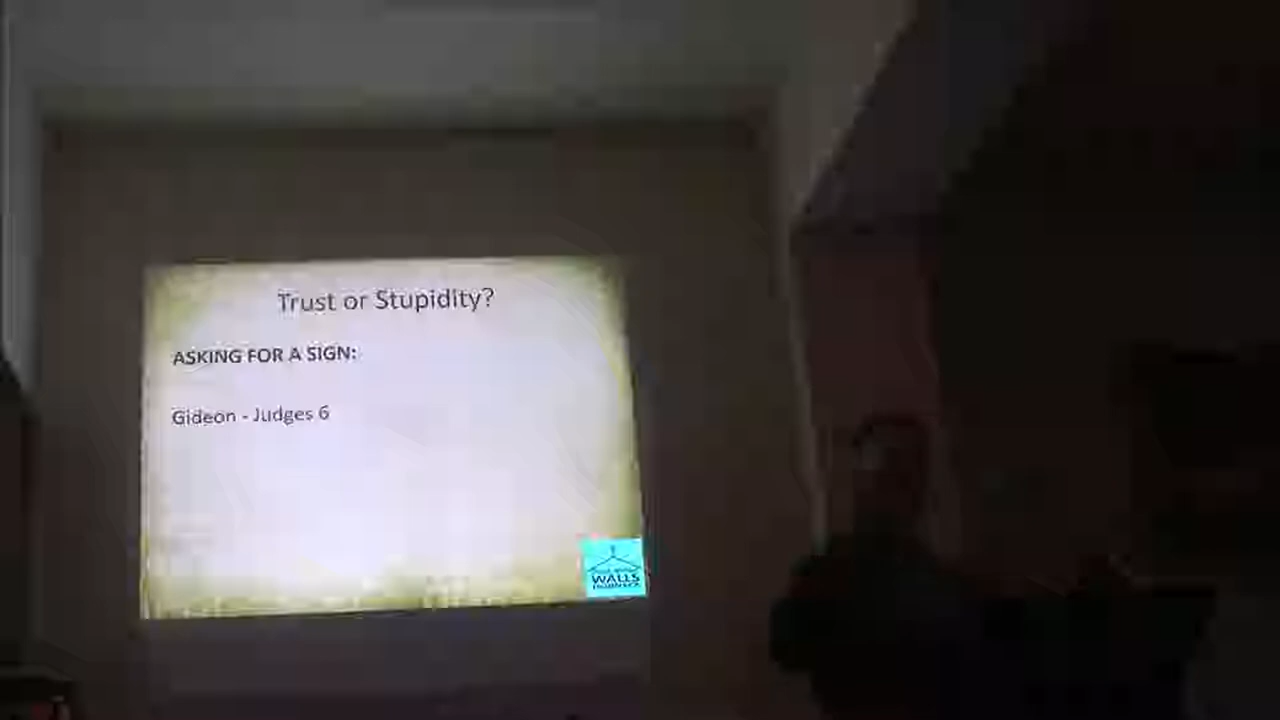 Trust or Stupidity?
ASKING FOR A SIGN:
Gideon - Judges 6
WALLS